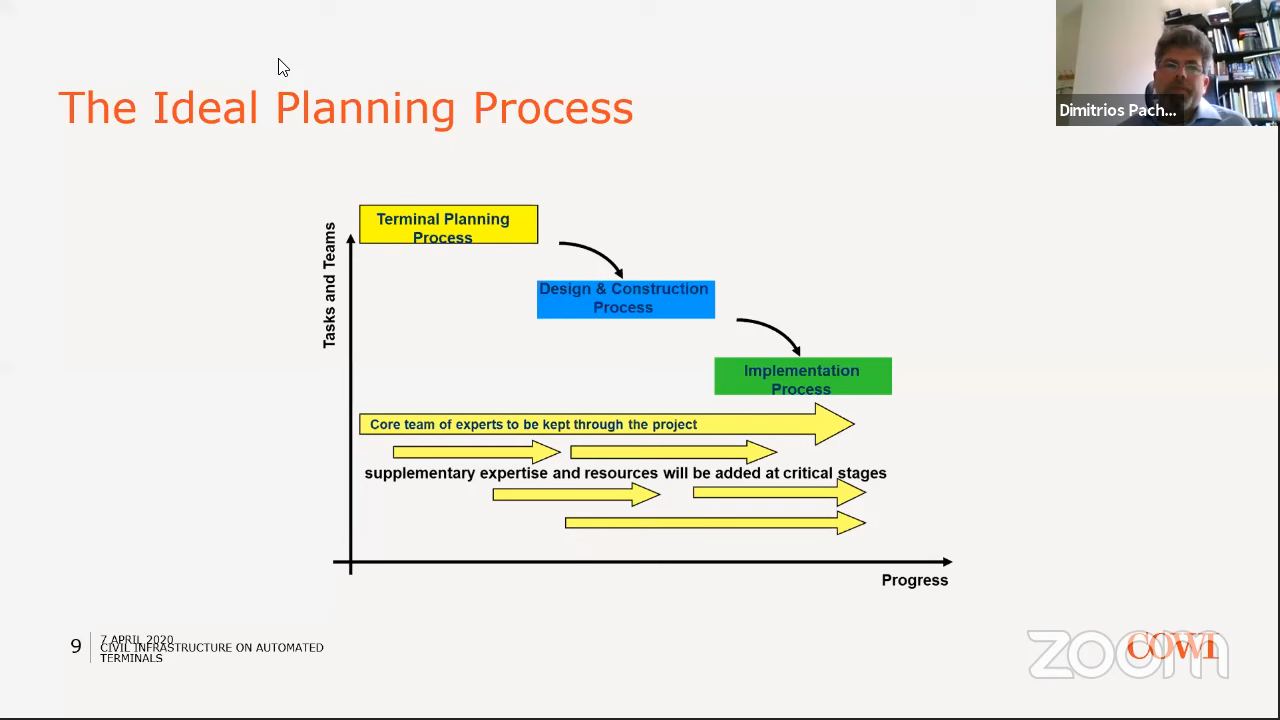 The Ideal Planning Process
Dimitrios Pach...
Terminal Planning
Process
Tasks and Teams
Design & Construction
Process
Implementation
Process
Core team of experts to be kept through the project
supplementary expertise and resources will be added at critical stages
Progress
9
7 APRIL 2020
CIVIL INFRASTRUCTURE ON AUTOMATED
TERMINALS
COWI
zoom